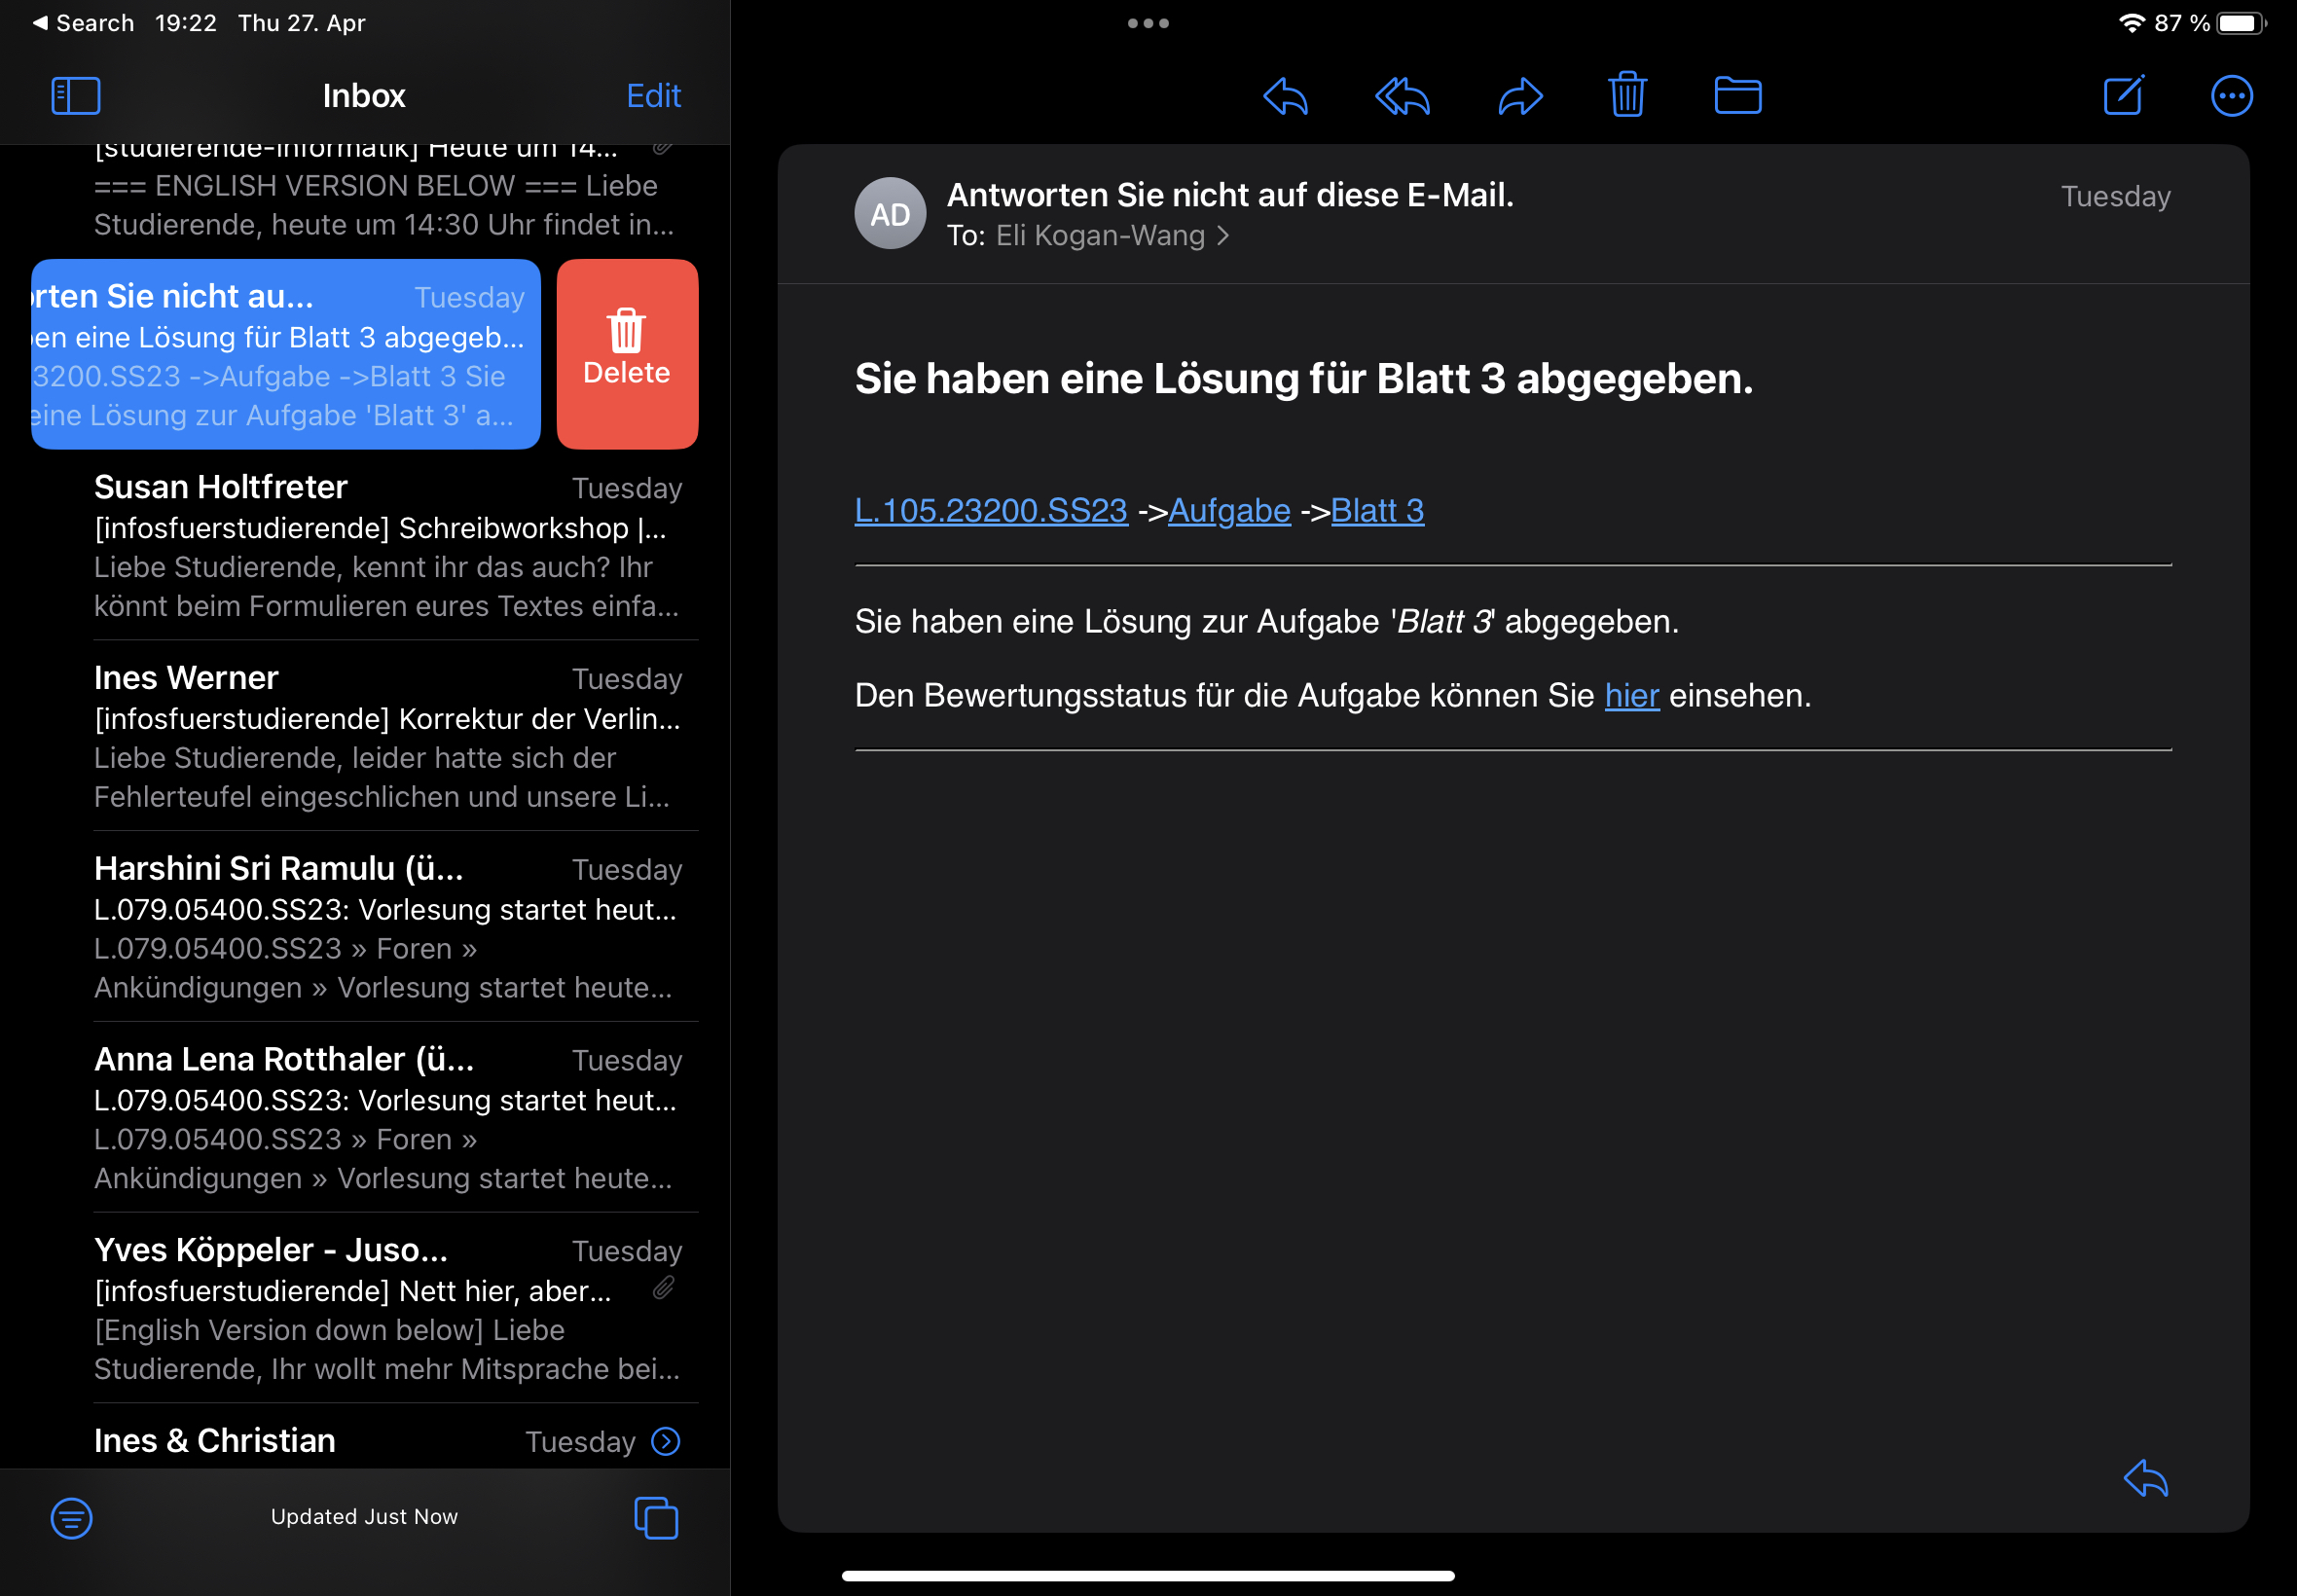 Search 19:22 Thu 27. Apr
87 %
Inbox
Edit
[studierende-informatik] Heute um 14...
=== ENGLISH VERSION BELOW === Liebe
Studierende, heute um 14:30 Uhr findet in...
rten Sie nicht au...
Tuesday
en eine Lösung für Blatt 3 abgegeb...
3200.SS23 ->Aufgabe ->Blatt 3 Sie
eine Lösung zur Aufgabe 'Blatt 3' a...
Delete
Susan Holtfreter
Tuesday
[infosfuerstudierende] Schreibworkshop |...
Liebe Studierende, kennt ihr das auch? Ihr
könnt beim Formulieren eures Textes einfa...
Ines Werner
Tuesday
[infosfuerstudierende] Korrektur der Verlin...
Liebe Studierende, leider hatte sich der
Fehlerteufel eingeschlichen und unsere Li...
Harshini Sri Ramulu (ü...
Tuesday
L.079.05400.SS23: Vorlesung startet heut...
L.079.05400.SS23 » Foren »
Ankündigungen » Vorlesung startet heute...
Anna Lena Rotthaler (ü...
Tuesday
L.079.05400.SS23: Vorlesung startet heut...
L.079.05400.SS23 » Foren »
Ankündigungen » Vorlesung startet heute...
Yves Köppeler - Juso...
Tuesday
[infosfuerstudierende] Nett hier, aber...
[English Version down below] Liebe
Studierende, Ihr wollt mehr Mitsprache bei...
Ines & Christian
Tuesday
Updated Just Now
AD
Antworten Sie nicht auf diese E-Mail.
Tuesday
To: Eli Kogan-Wang
Sie haben eine Lösung für Blatt 3 abgegeben.
L.105.23200.SS23 ->Aufgabe ->Blatt 3
Sie haben eine Lösung zur Aufgabe 'Blatt 3' abgegeben.
Den Bewertungsstatus für die Aufgabe können Sie hier einsehen.